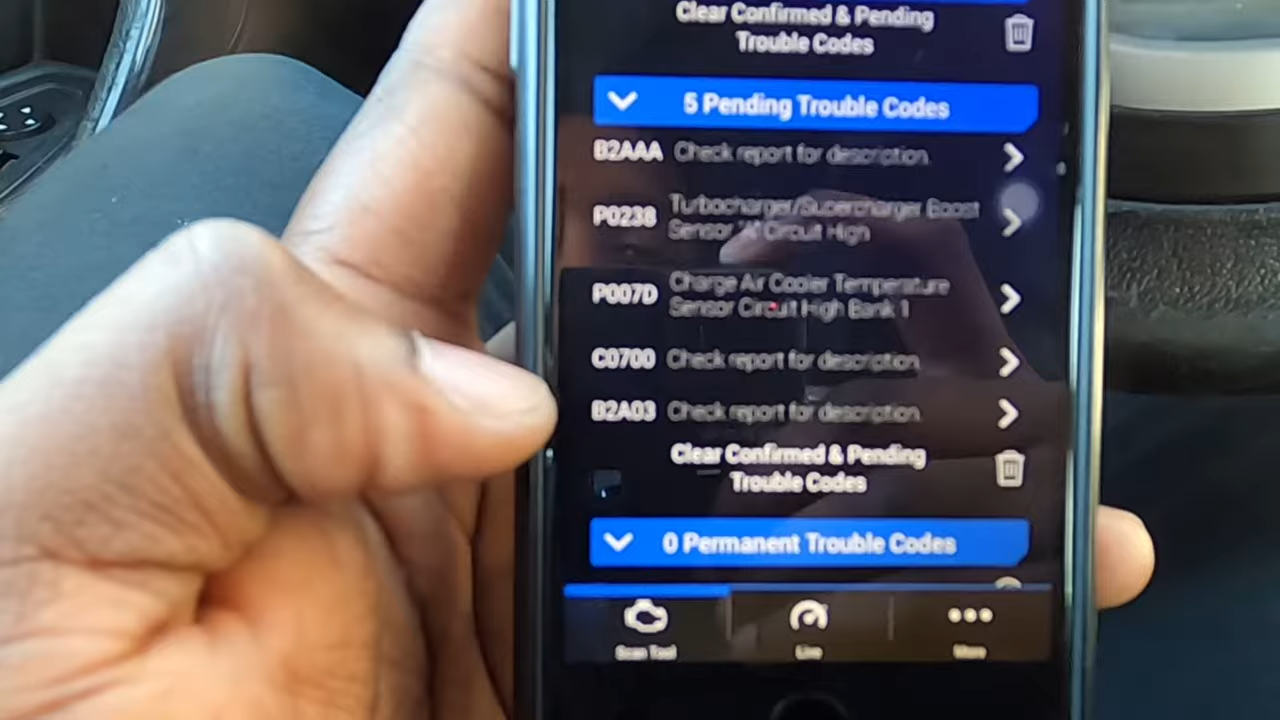 Clear Confirmed & Pending
Trouble Codes
5 Pending Trouble Codes
B2AAA Check report for description.
P0238 Turbocharger/Supercharger Boost
Sensor "A" Circuit High
P007D Charge Air Cooler Temperature
Sensor Circuit High Bank 1
C0700 Check report for description.
B2A03 Check report for description.
Clear Confirmed & Pending
Trouble Codes
0 Permanent Trouble Codes
Scan Tool
Live
More